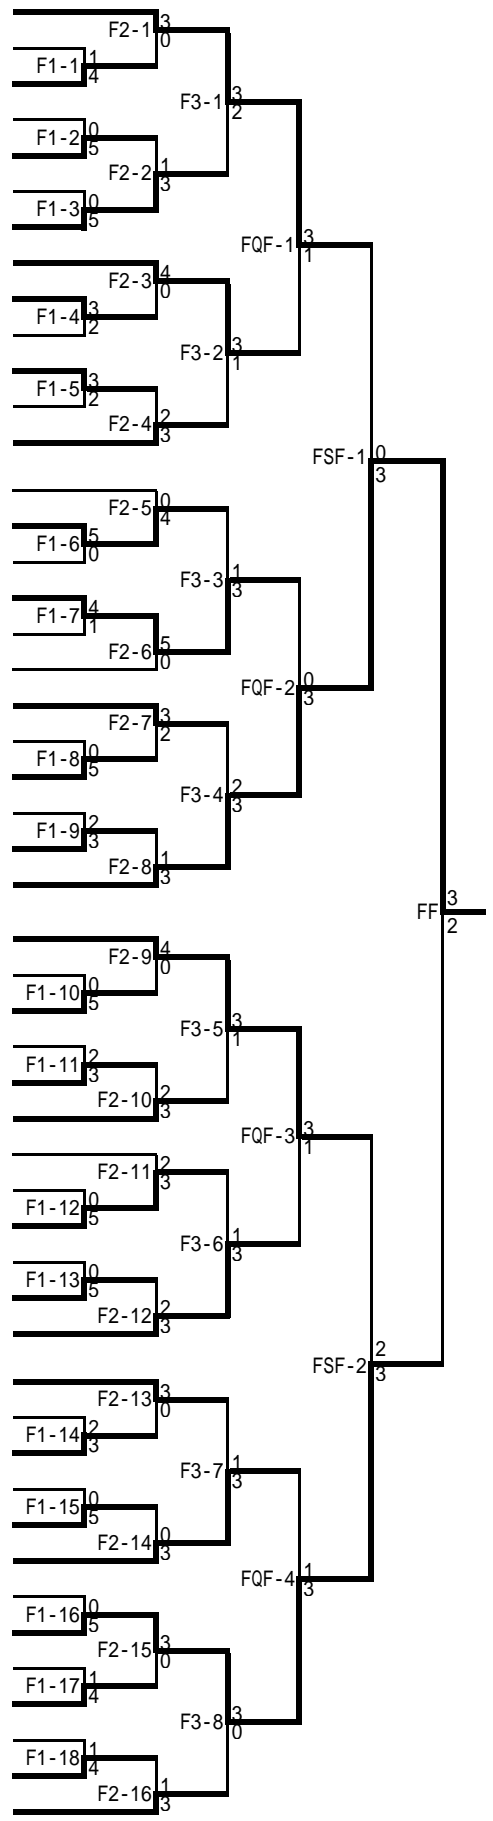 F2-1 3
0
F1-1 1
4
F3-1 3
2
F1-2 0
5
F2-2 1
3
F1-3 0
5
FQF-1 3
1
F2-3 4
0
F1-4 3
2
F3-2 3
1
F1-5 3
2
F2-4 2
3
FSF-1 0
3
F2-5 0
4
F1-6 5
0
F3-3 1
3
F1-7 4
1
F2-6 5
0
FQF-2 0
3
F2-7 3
2
F1-8 0
5
F3-4 2
3
F1-9 2
3
F2-8 1
3
FF 3
2
F2-9 4
0
F1-10 0
5
F3-5 3
1
F1-11 2
3
F2-10 2
3
FQF-3 3
1
F2-11 2
3
F1-12 0
5
F3-6 1
3
F1-13 0
5
F2-12 2
3
FSF-2 2
3
F2-13 3
0
F1-14 2
3
F3-7 1
3
F1-15 0
5
F2-14 0
3
FQF-4 1
3
F1-16 0
5
F2-15 3
0
F1-17 1
4
F3-8 3
0
F1-18 1
4
F2-16 1
3